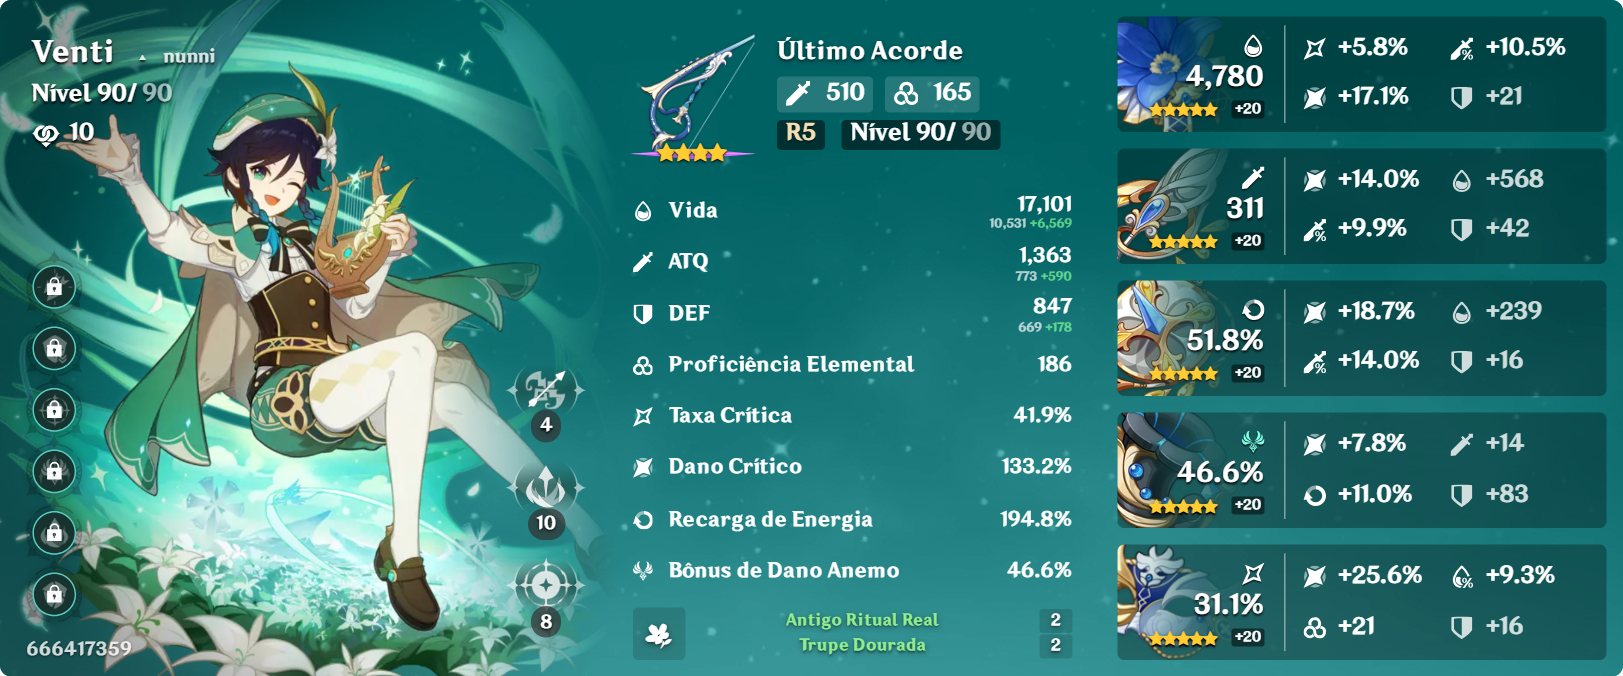 Venti nunni
Nível 90/ 90
10
4
10
8
666417359
Último Acorde
510 165
R5 Nível 90/ 90
Vida 17,101
10,531 +6,569
ATQ 1,363
773 +590
DEF 847
669 +178
Proficiência Elemental 186
Taxa Crítica 41.9%
Dano Crítico 133.2%
Recarga de Energia 194.8%
Bônus de Dano Anemo 46.6%
Antigo Ritual Real 2
Trupe Dourada 2
4,780
+20
+5.8% +10.5%
+17.1% +21
311
+20
+14.0% +568
+9.9% +42
51.8%
+20
+18.7% +239
+14.0% +16
46.6%
+20
+7.8% +14
+11.0% +83
31.1%
+20
+25.6% +9.3%
+21 +16